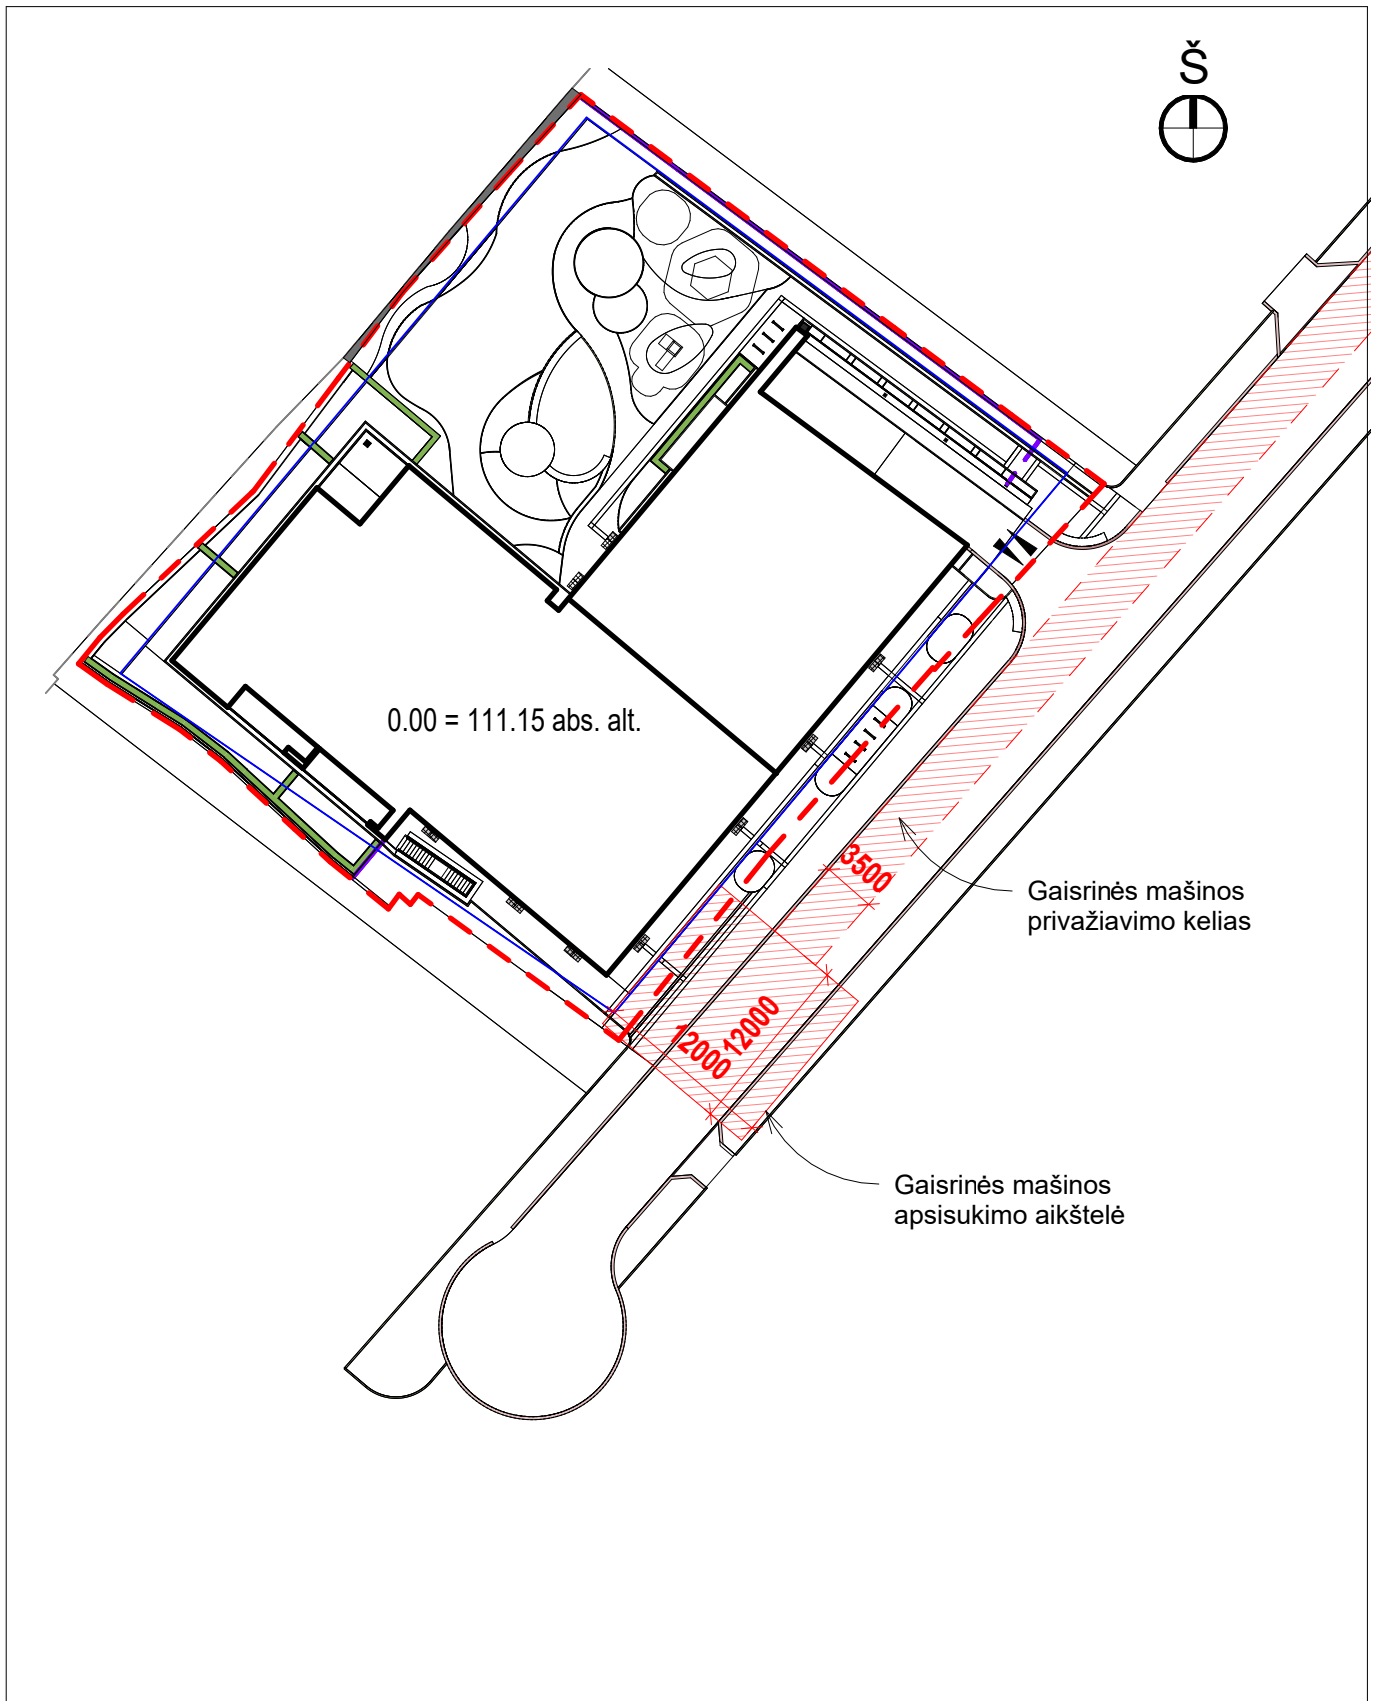 Š
0.00 = 111.15 abs. alt.
3500
Gaisrinės mašinos
privažiavimo kelias
12000
12000
Gaisrinės mašinos
apsisukimo aikštelė